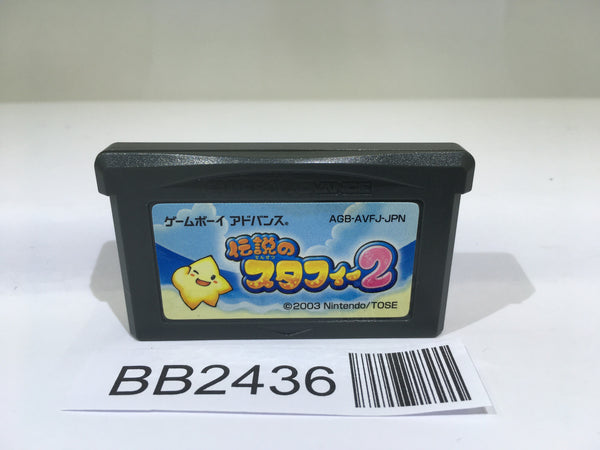 GAME BOY ADVANCE
ゲームボーイ アドバンス® AGB-AVFJ-JPN
伝説の
でんせつ
スタフィー2
©2003 Nintendo/TOSE
BB2436